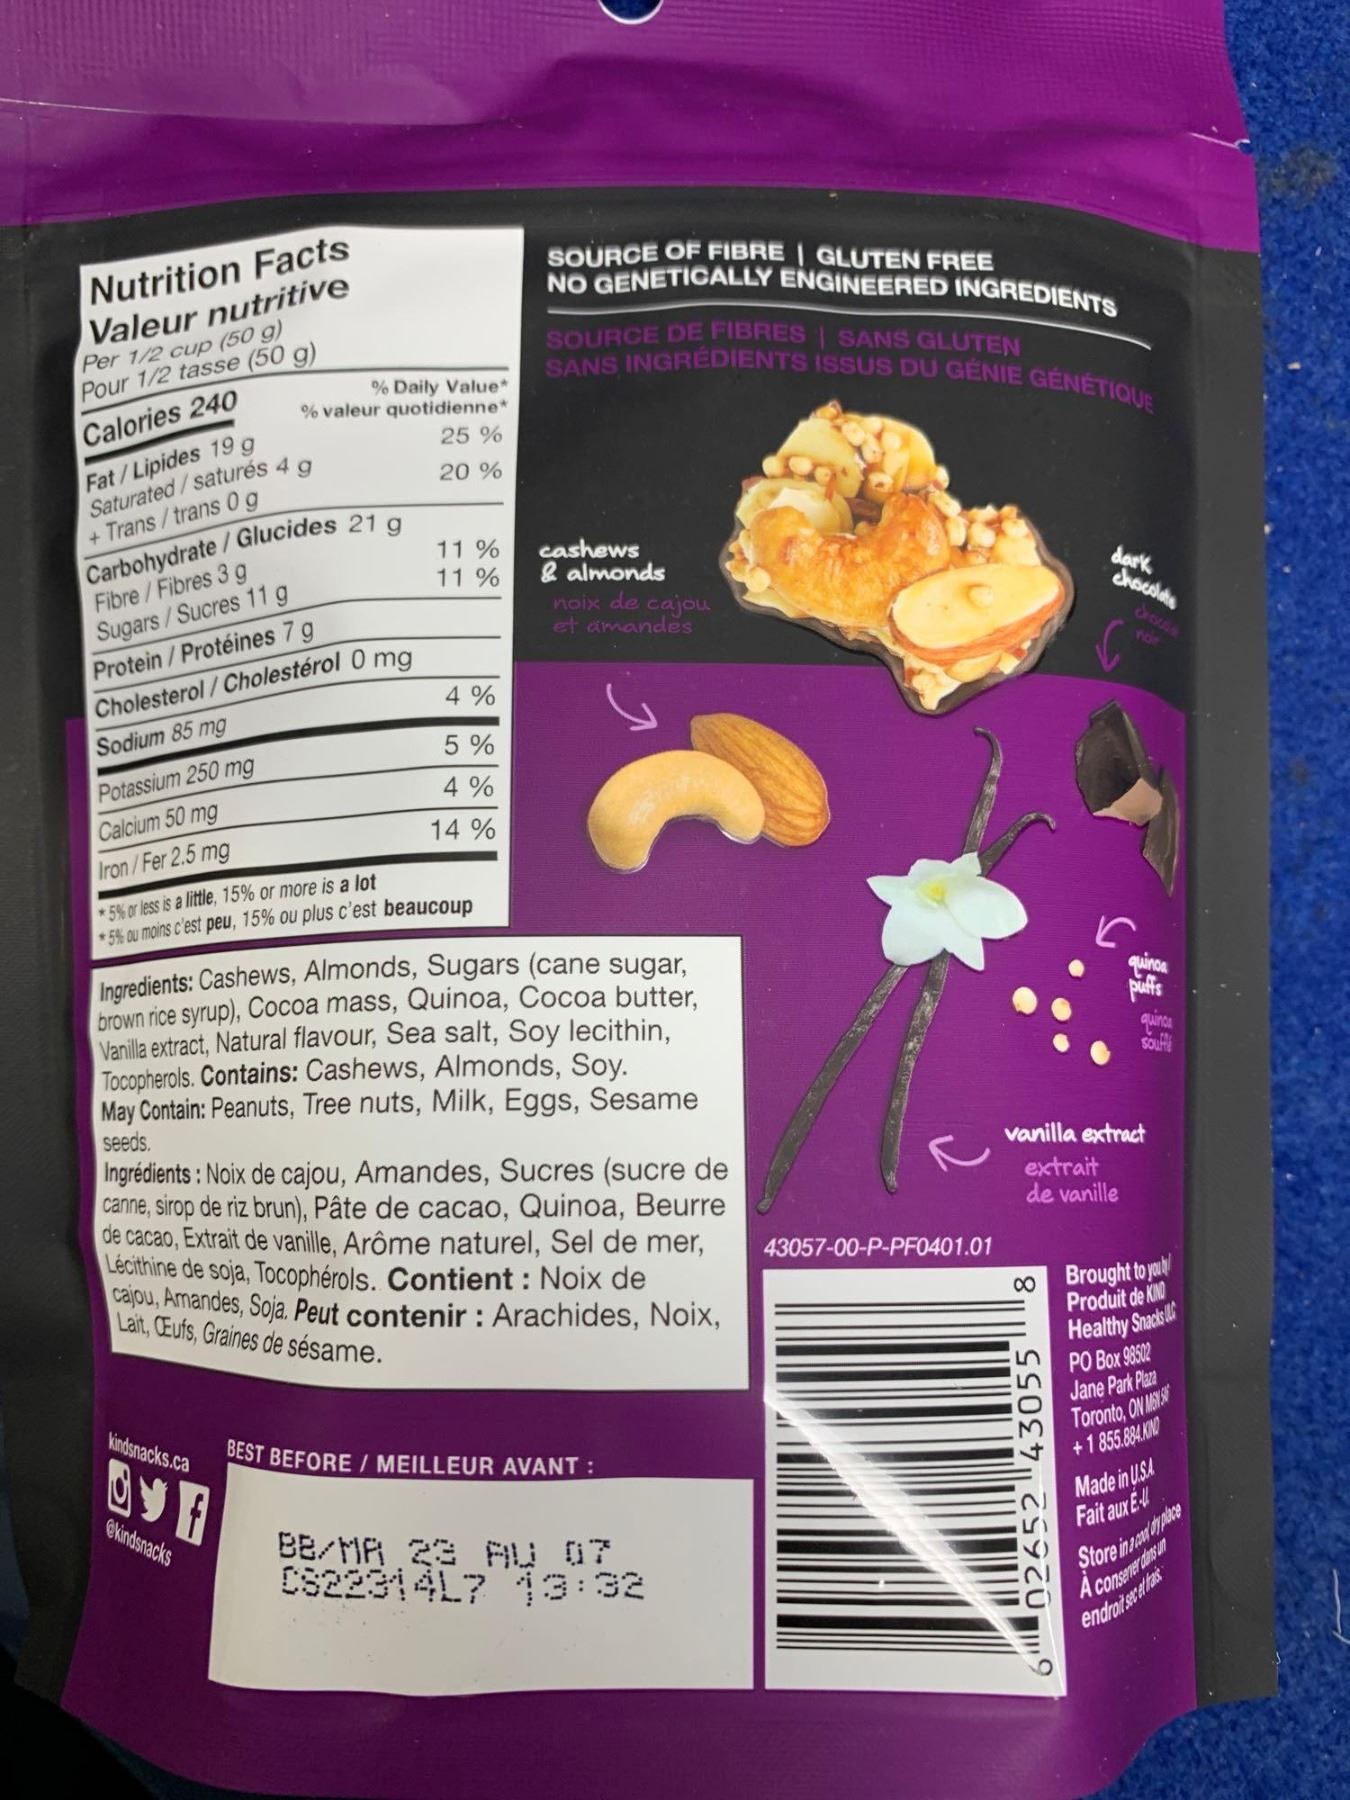 Nutrition Facts
Valeur nutritive
Per 1/2 cup (50 g)
Pour 1/2 tasse (50 g)
Calories 240
% Daily Value*
% valeur quotidienne*
Fat / Lipides 19 g 25 %
Saturated / saturés 4 g 20 %
+ Trans / trans 0 g
Carbohydrate / Glucides 21 g
Fibre / Fibres 3 g 11 %
Sugars / Sucres 11 g 11 %
Protein / Protéines 7 g
Cholesterol / Cholestérol 0 mg
Sodium 85 mg 4 %
Potassium 250 mg 5 %
Calcium 50 mg 4 %
Iron / Fer 2.5 mg 14 %
* 5% or less is a little, 15% or more is a lot
* 5% ou moins c'est peu, 15% ou plus c'est beaucoup
SOURCE OF FIBRE | GLUTEN FREE
NO GENETICALLY ENGINEERED INGREDIENTS
SOURCE DE FIBRES | SANS GLUTEN
SANS INGRÉDIENTS ISSUS DU GÉNIE GÉNÉTIQUE
cashews
& almonds
noix de cajou
et amandes
dark
chocolate
chocolat
noir
quinoa
puffs
quinoa
soufflé
vanilla extract
extrait
de vanille
Ingredients: Cashews, Almonds, Sugars (cane sugar,
brown rice syrup), Cocoa mass, Quinoa, Cocoa butter,
Vanilla extract, Natural flavour, Sea salt, Soy lecithin,
Tocopherols. Contains: Cashews, Almonds, Soy.
May Contain: Peanuts, Tree nuts, Milk, Eggs, Sesame
seeds.
Ingrédients : Noix de cajou, Amandes, Sucres (sucre de
canne, sirop de riz brun), Pâte de cacao, Quinoa, Beurre
de cacao, Extrait de vanille, Arôme naturel, Sel de mer,
Lécithine de soja, Tocophérols. Contient : Noix de
cajou, Amandes, Soja. Peut contenir : Arachides, Noix,
Lait, Œufs, Graines de sésame.
43057-00-P-PF0401.01
6 02652 43055 8
Brought to you by /
Produit de KIND
Healthy Snacks ULC
PO Box 98502
Jane Park Plaza
Toronto, ON M6N
+ 1 855.884.KIND
Made in U.S.A.
Fait aux É.-U.
Store in a cool, dry place
À conserver dans un
endroit sec et frais.
kindsnacks.ca
@kindsnacks
BEST BEFORE / MEILLEUR AVANT :
BB/MA 23 AU 07
CS22314L7 13:32